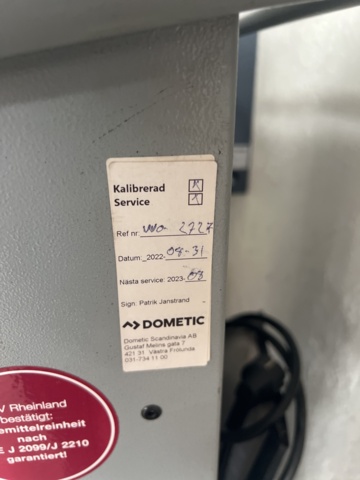 Kalibrerad
Service
Ref nr: WO- 2727
Datum: 2022-08-31
Nästa service: 2023-08
Sign: Patrik Janstrand
DOMETIC
Dometic Scandinavia AB
Gustaf Melins gata 7
421 31 Västra Frölunda
031-734 11 00
V Rheinland
bestätigt:
emittelreinheit
nach
E J 2099/J 2210
garantiert!